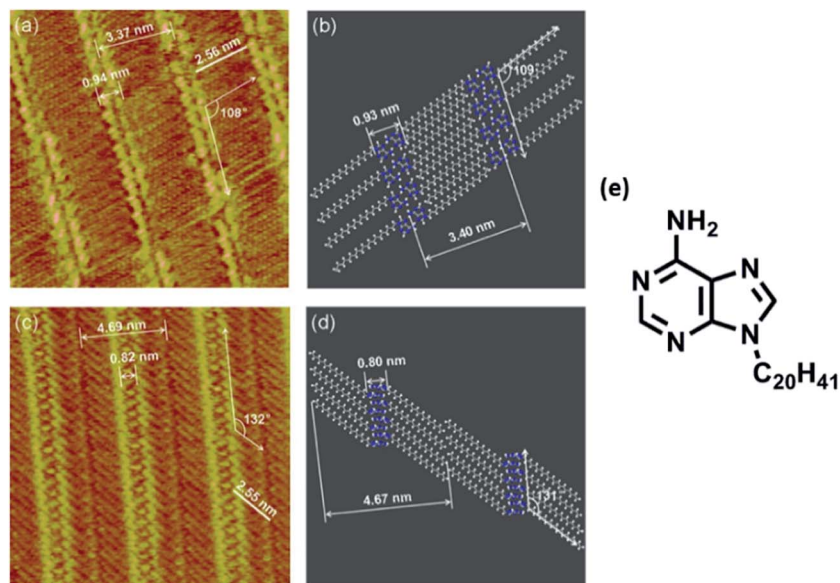 (a)
3.37 nm
2.56 nm
0.94 nm
108°
(b)
109°
0.93 nm
3.40 nm
(c)
4.69 nm
0.82 nm
132°
2.55 nm
(d)
0.80 nm
4.67 nm
131
(e)
NH2
N
N
N
N
C20H41